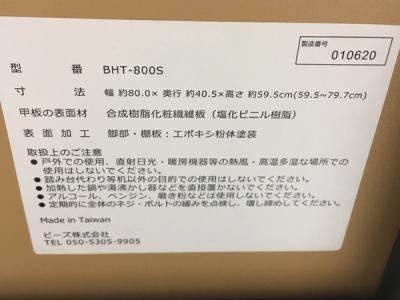 製造番号
010620
型番 BHT-800S
寸法 幅 約80.0× 奥行 約40.5×高さ 約59.5cm(59.5~79.7cm)
甲板の表面材 合成樹脂化粧繊維板（塩化ビニル樹脂）
表面加工 脚部・棚板：エポキシ粉体塗装
取扱上のご注意
●戸外での使用、直射日光・暖房機器等の熱風・高温多湿な場所での
使用はしないでください。
●踏み台代わり等机以外の目的での使用はしないでください。
●加熱した鍋や湯沸かし器などを直接置かないでください。
●アルコール、ベンジン、磨き粉などは使用しないでください。
●定期的に全体のネジ・ボルトの緩みを点検し、増し締めしてください。
Made in Taiwan
ビーズ株式会社
TEL 050-5305-9905